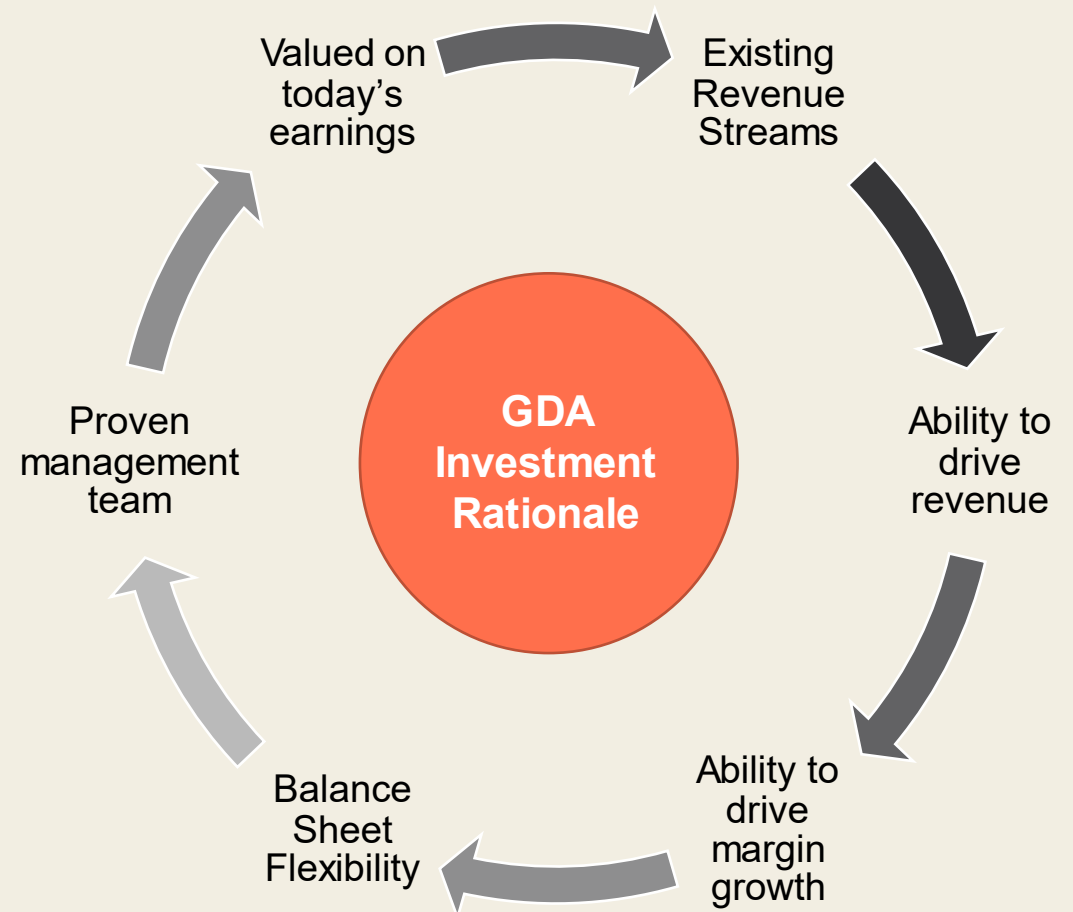 Valued on
today's
earnings
Existing
Revenue
Streams
Ability to
drive
revenue
Ability to
drive
margin
growth
Balance
Sheet
Flexibility
Proven
management
team
GDA
Investment
Rationale